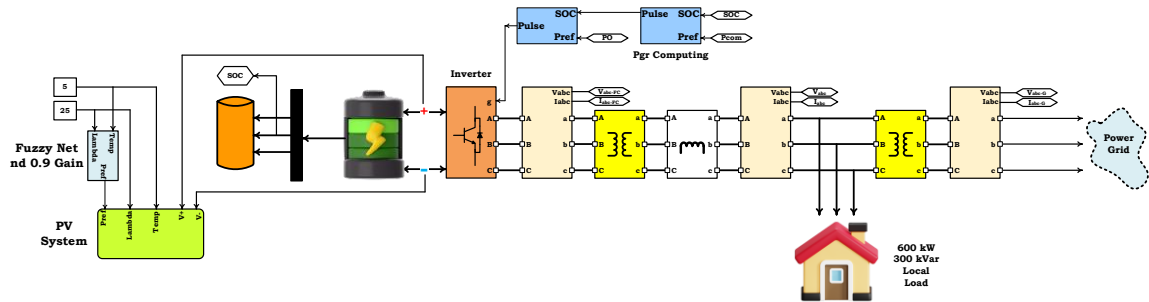 SOC
Pulse
Pref
PO
Pulse
SOC
Pref
SOC
Pcom
Pgr Computing
Inverter
g
A
B
C
Vabc
Iabc
Vabc-FC
Iabc-FC
A
B
C
a
b
c
A
B
C
a
b
c
A
B
C
a
b
c
Vabc
Iabc
Vabc
Iabc
A
B
C
a
b
c
A
B
C
a
b
c
Vabc
Iabc
Vabc-G
Iabc-G
A
B
C
a
b
c
Power
Grid
SOC
+
−
5
25
Lambda
Temp
Pref
Fuzzy Net
nd 0.9 Gain
Pref
Lambda
Temp
V+
V-
PV
System
600 kW
300 kVar
Local
Load